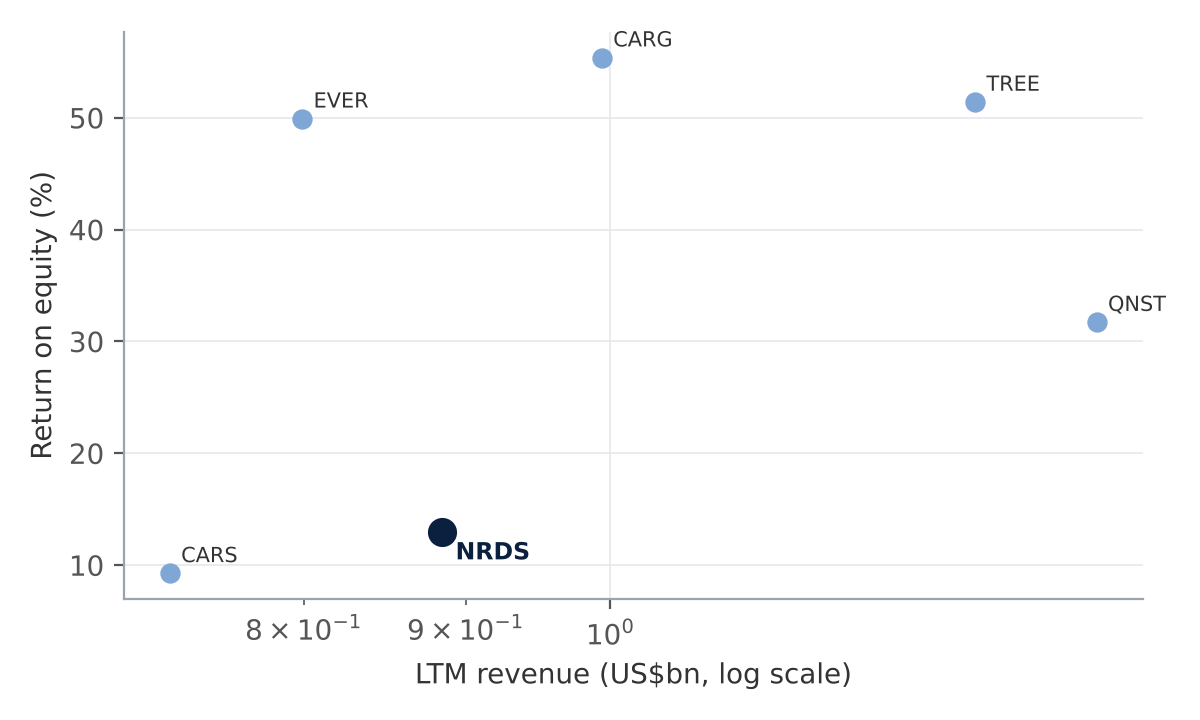 CARG
TREE
EVER
50
40
QNST
30
20
NRDS
CARS
10
8 × 10⁻¹
9 × 10⁻¹
10⁰
Return on equity (%)
LTM revenue (US$bn, log scale)